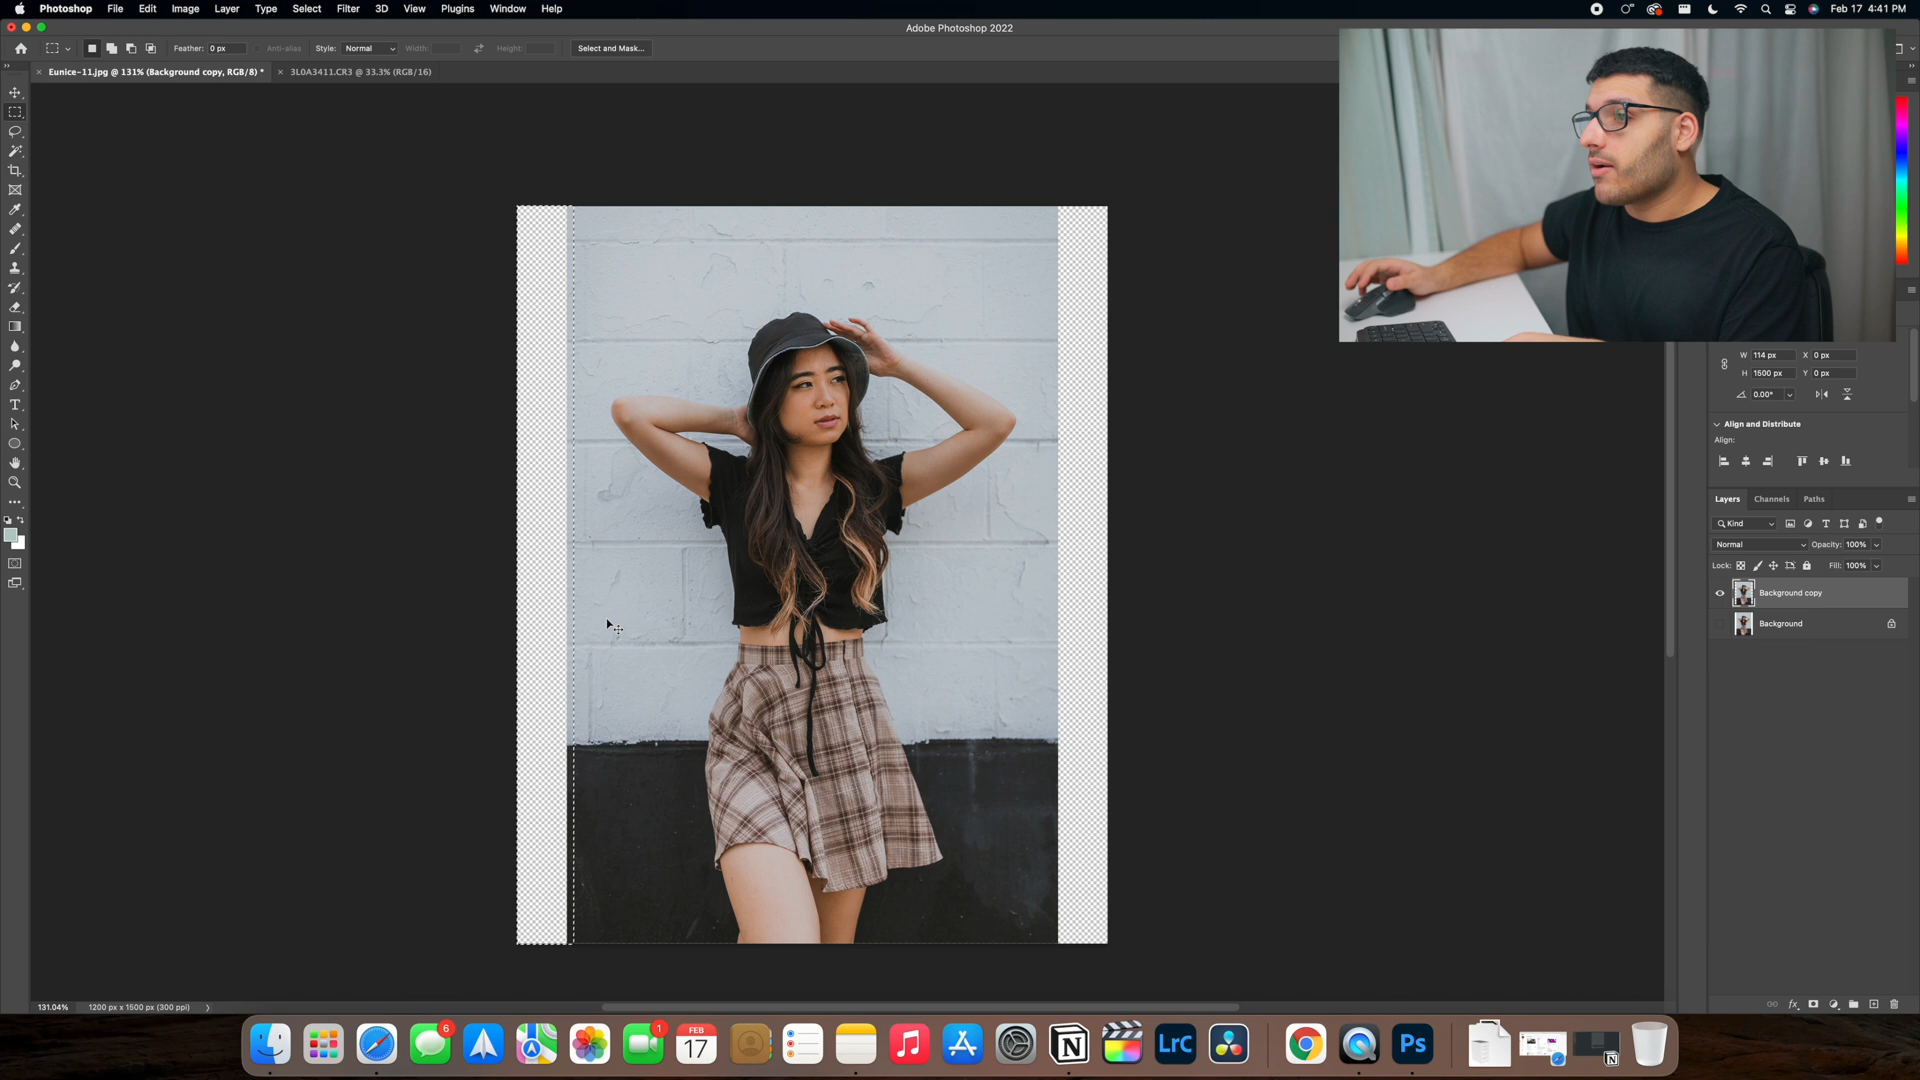 Photoshop File Edit Image Layer Type Select Filter 3D View Plugins Window Help
Feb 17 4:41 PM
Adobe Photoshop 2022
Feather: 0 px Anti-alias Style: Normal Width: Height: Select and Mask...
Eunice-11.jpg @ 131% (Background copy, RGB/8) *
3L0A3411.CR3 @ 33.3% (RGB/16)
W 114 px X 0 px
H 1500 px Y 0 px
0.00°
Align and Distribute
Align:
Layers Channels Paths
Kind
Normal Opacity: 100%
Lock: Fill: 100%
Background copy
Background
131.04% 1200 px x 1500 px (300 ppi)
6
1
FEB
17
LrC
Ps